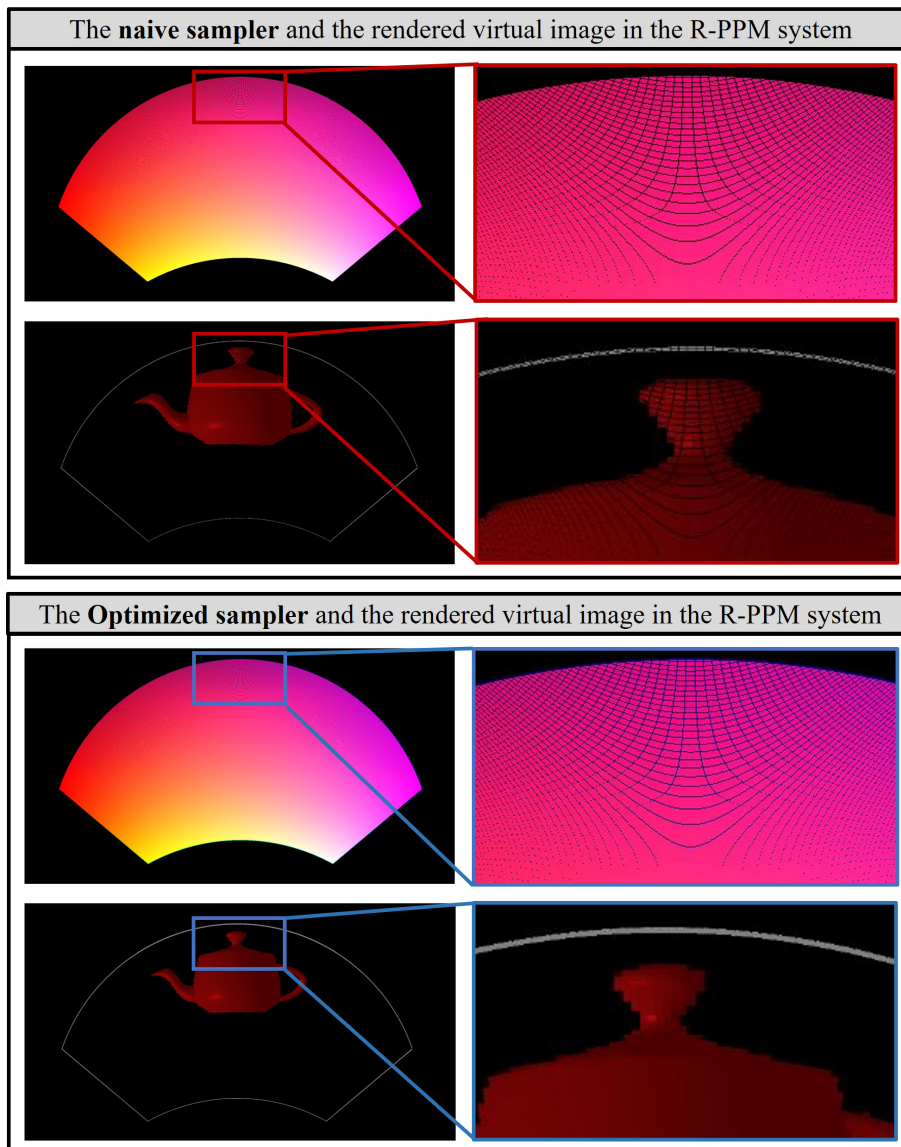 The naive sampler and the rendered virtual image in the R-PPM system
The Optimized sampler and the rendered virtual image in the R-PPM system